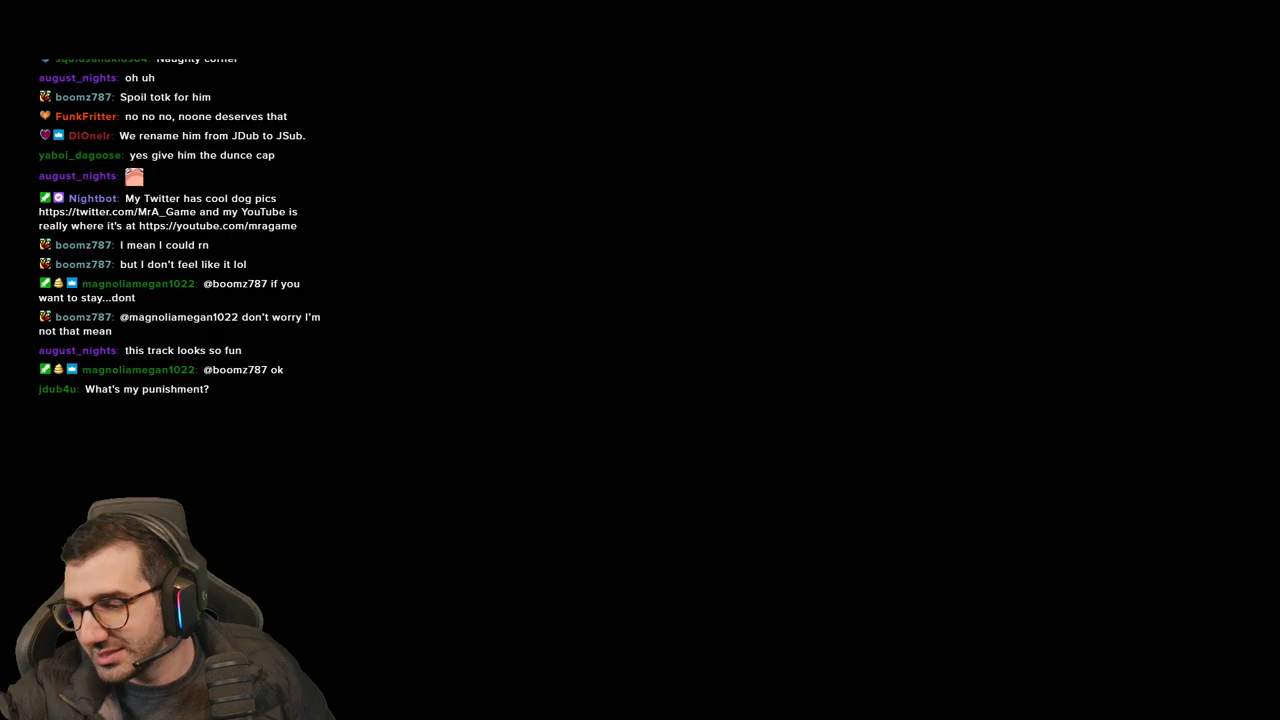 squidsandkids04: Naughty corner
august_nights: oh uh
boomz787: Spoil totk for him
FunkFritter: no no no, noone deserves that
DIOnelr: We rename him from JDub to JSub.
yaboi_dagoose: yes give him the dunce cap
august_nights:
Nightbot: My Twitter has cool dog pics
https://twitter.com/MrA_Game and my YouTube is
really where it's at https://youtube.com/mragame
boomz787: I mean I could rn
boomz787: but I don't feel like it lol
magnoliamegan1022: @boomz787 if you
want to stay...dont
boomz787: @magnoliamegan1022 don't worry I'm
not that mean
august_nights: this track looks so fun
magnoliamegan1022: @boomz787 ok
jdub4u: What's my punishment?